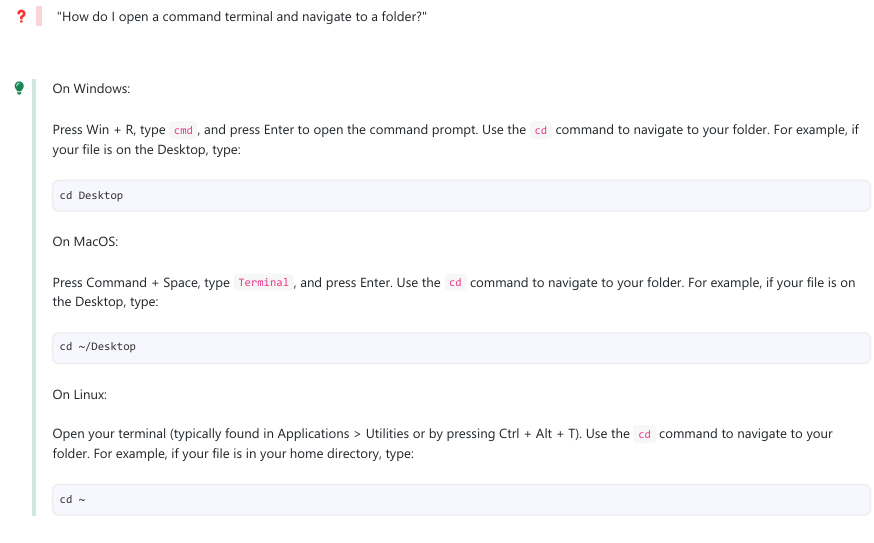 "How do I open a command terminal and navigate to a folder?"
On Windows:
Press Win + R, type cmd , and press Enter to open the command prompt. Use the cd command to navigate to your folder. For example, if
your file is on the Desktop, type:
cd Desktop
On MacOS:
Press Command + Space, type Terminal , and press Enter. Use the cd command to navigate to your folder. For example, if your file is on
the Desktop, type:
cd ~/Desktop
On Linux:
Open your terminal (typically found in Applications > Utilities or by pressing Ctrl + Alt + T). Use the cd command to navigate to your
folder. For example, if your file is in your home directory, type:
cd ~